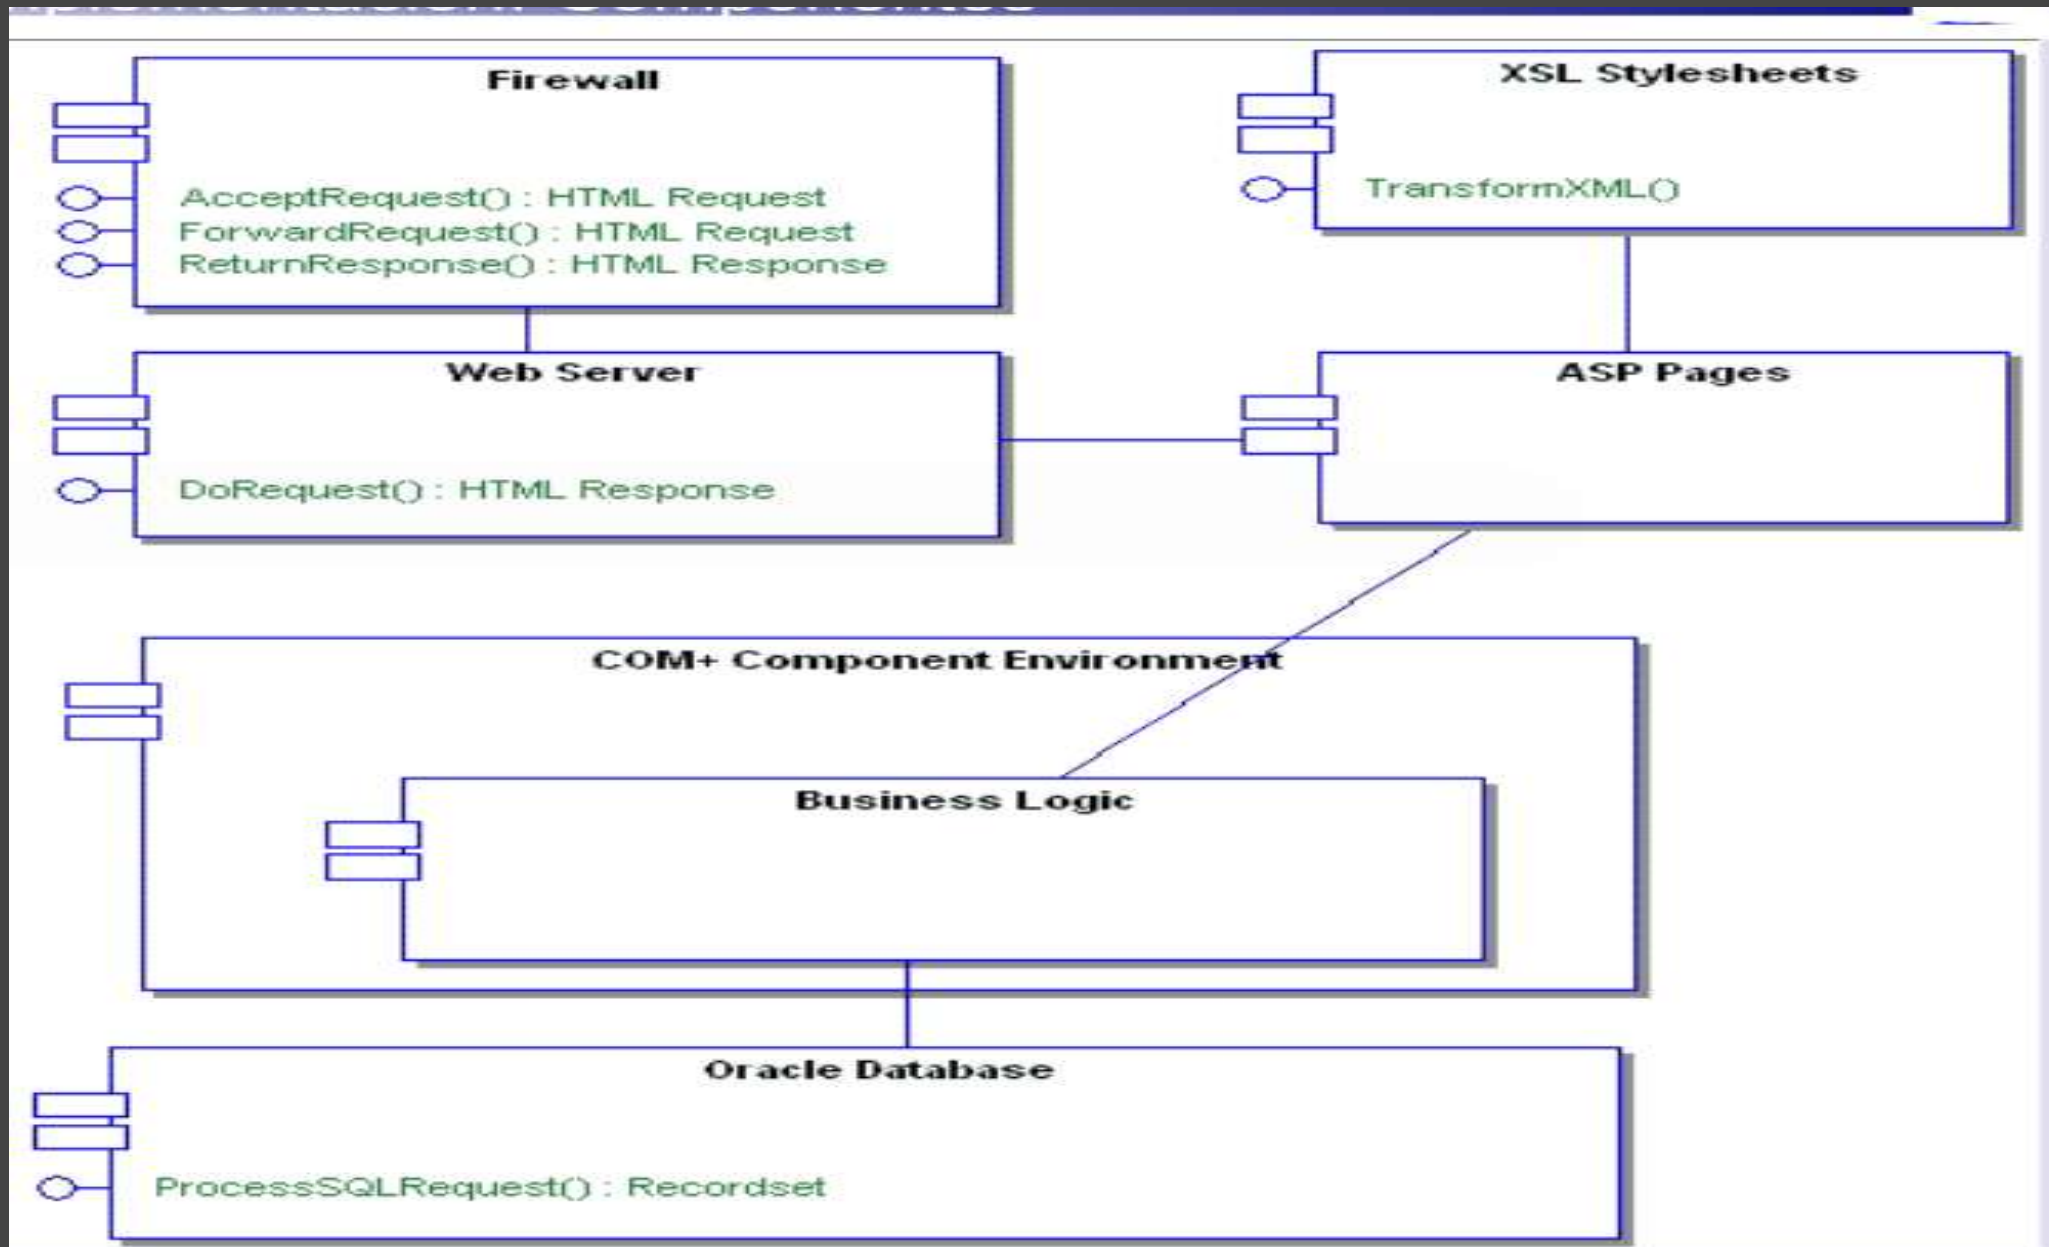 Firewall
AcceptRequest() : HTML Request
ForwardRequest() : HTML Request
ReturnResponse() : HTML Response
XSL Stylesheets
TransformXML()
Web Server
DoRequest() : HTML Response
ASP Pages
COM+ Component Environment
Business Logic
Oracle Database
ProcessSQLRequest() : Recordset